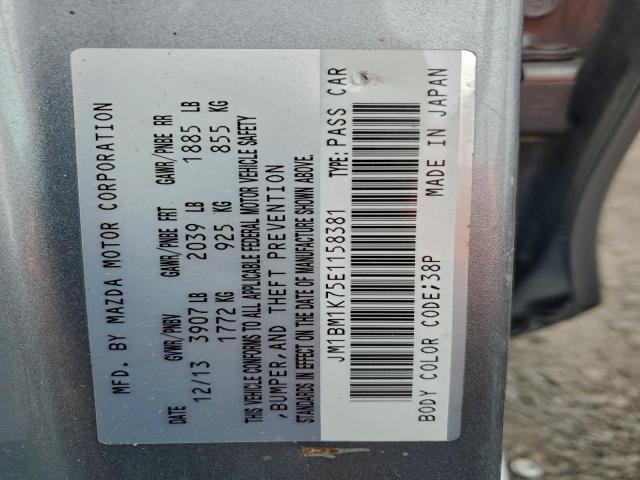 MFD. BY MAZDA MOTOR CORPORATION
DATE GVWR/PNBV GAWR/PNBE FRT GAWR/PNBE RR
12/13 3907 LB 2039 LB 1885 LB
1772 KG 925 KG 855 KG
THIS VEHICLE CONFORMS TO ALL APPLICABLE FEDERAL MOTOR VEHICLE SAFETY
,BUMPER,AND THEFT PREVENTION
STANDARDS IN EFFECT ON THE DATE OF MANUFACTURE SHOWN ABOVE.
JM1BM1K75E1158381 TYPE: PASS CAR
BODY COLOR CODE;38P MADE IN JAPAN